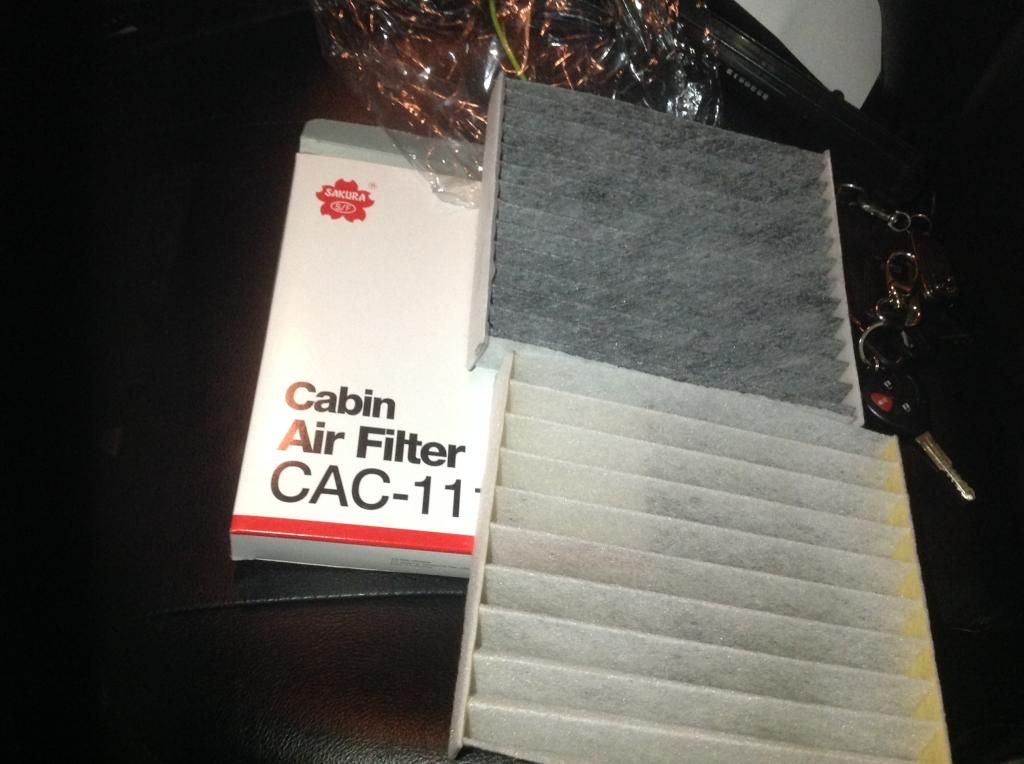 SAKURA
®
S/F
Cabin
Air Filter
CAC-11